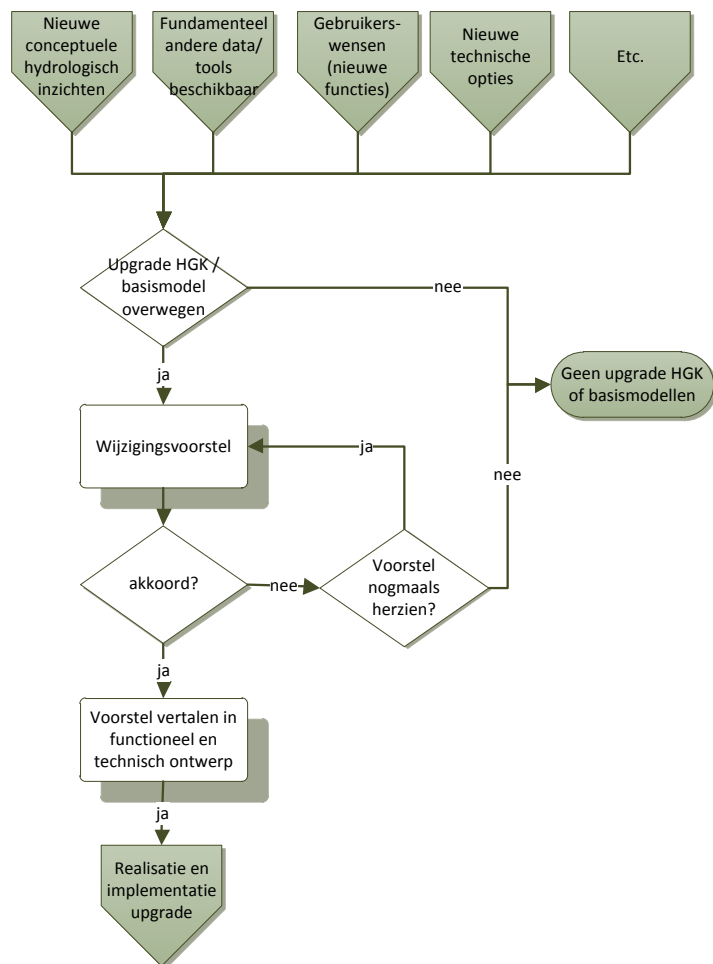 Nieuwe
conceptuele
hydrologisch
inzichten
Fundamenteel
andere data/
tools
beschikbaar
Gebruikers-
wensen
(nieuwe
functies)
Nieuwe
technische
opties
Etc.
Upgrade HGK /
basismodel
overwegen
nee
ja
Geen upgrade HGK
of basismodellen
Wijzigingsvoorstel
ja
nee
akkoord?
nee
Voorstel
nogmaals
herzien?
ja
Voorstel vertalen in
functioneel en
technisch ontwerp
ja
Realisatie en
implementatie
upgrade